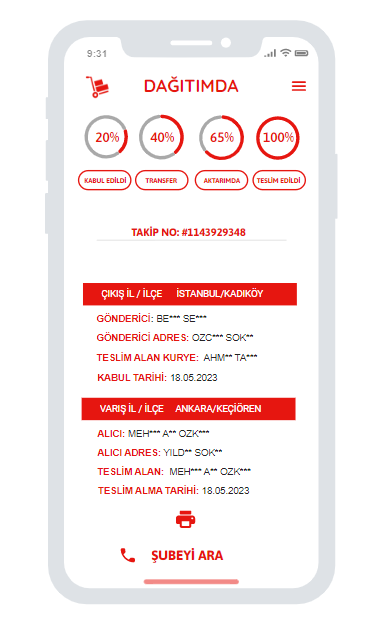 9:31
DAĞITIMDA
20% 40% 65% 100%
KABUL EDİLDİ TRANSFER AKTARIMDA TESLİM EDİLDİ
TAKİP NO: #1143929348
ÇIKIŞ İL / İLÇE İSTANBUL/KADIKÖY
GÖNDERİCİ: BE*** SE***
GÖNDERİCİ ADRES: OZC*** SOK**
TESLİM ALAN KURYE: AHM** TA***
KABUL TARİHİ: 18.05.2023
VARIŞ İL / İLÇE ANKARA/KEÇİÖREN
ALICI: MEH*** A** OZK***
ALICI ADRES: YILD** SOK**
TESLİM ALAN: MEH*** A** OZK***
TESLİM ALMA TARİHİ: 18.05.2023
ŞUBEYİ ARA